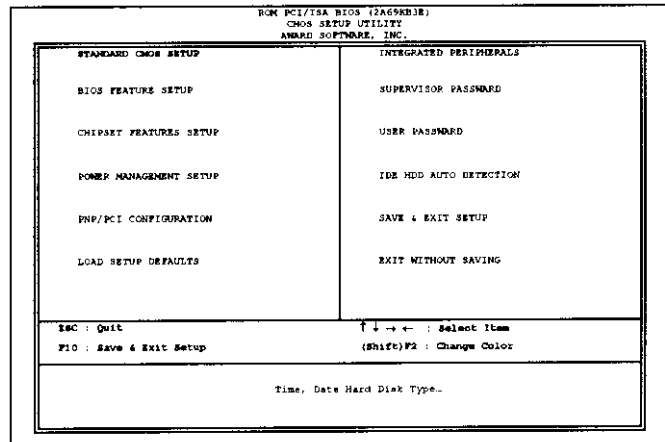 ROM PCI/ISA BIOS (2A69KB3E)
CMOS SETUP UTILITY
AWARD SOFTWARE, INC.
STANDARD CMOS SETUP
BIOS FEATURE SETUP
CHIPSET FEATURES SETUP
POWER MANAGEMENT SETUP
PNP/PCI CONFIGURATION
LOAD SETUP DEFAULTS
INTEGRATED PERIPHERALS
SUPERVISOR PASSWARD
USER PASSWARD
IDE HDD AUTO DETECTION
SAVE & EXIT SETUP
EXIT WITHOUT SAVING
ESC : Quit
F10 : Save & Exit Setup
↑ ↓ → ← : Select Item
(Shift)F2 : Change Color
Time, Date Hard Disk Type…